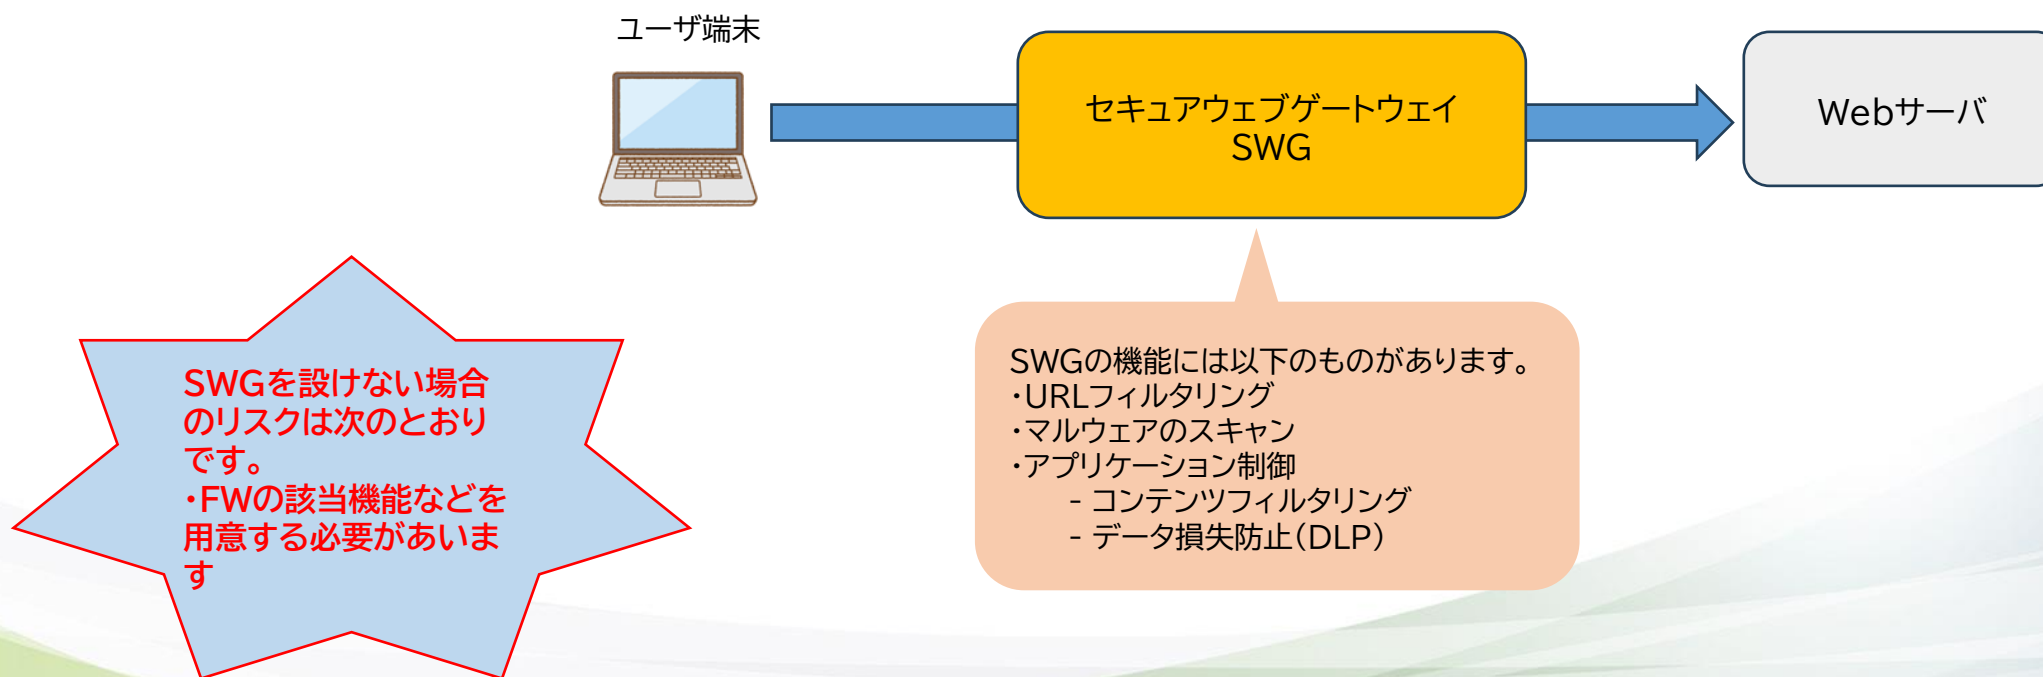 ユーザ端末
セキュアウェブゲートウェイ
SWG
Webサーバ
SWGを設けない場合
のリスクは次のとおり
です。
・FWの該当機能などを
用意する必要があいま
す
SWGの機能には以下のものがあります。
・URLフィルタリング
・マルウェアのスキャン
・アプリケーション制御
- コンテンツフィルタリング
- データ損失防止(DLP)